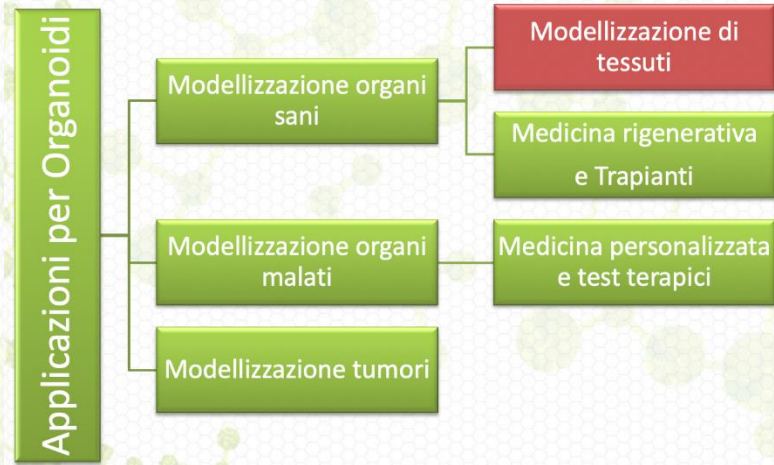 Applicazioni per Organoidi
Modellizzazione organi
sani
Modellizzazione di
tessuti
Medicina rigenerativa
e Trapianti
Modellizzazione organi
malati
Medicina personalizzata
e test terapici
Modellizzazione tumori